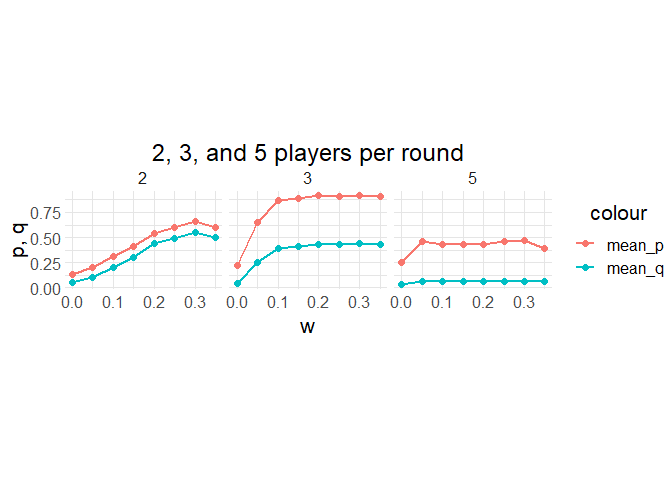 2, 3, and 5 players per round
2 3 5
p, q
0.75
0.50
0.25
0.00
0.0 0.1 0.2 0.3 0.0 0.1 0.2 0.3 0.0 0.1 0.2 0.3
w
colour
mean_p
mean_q